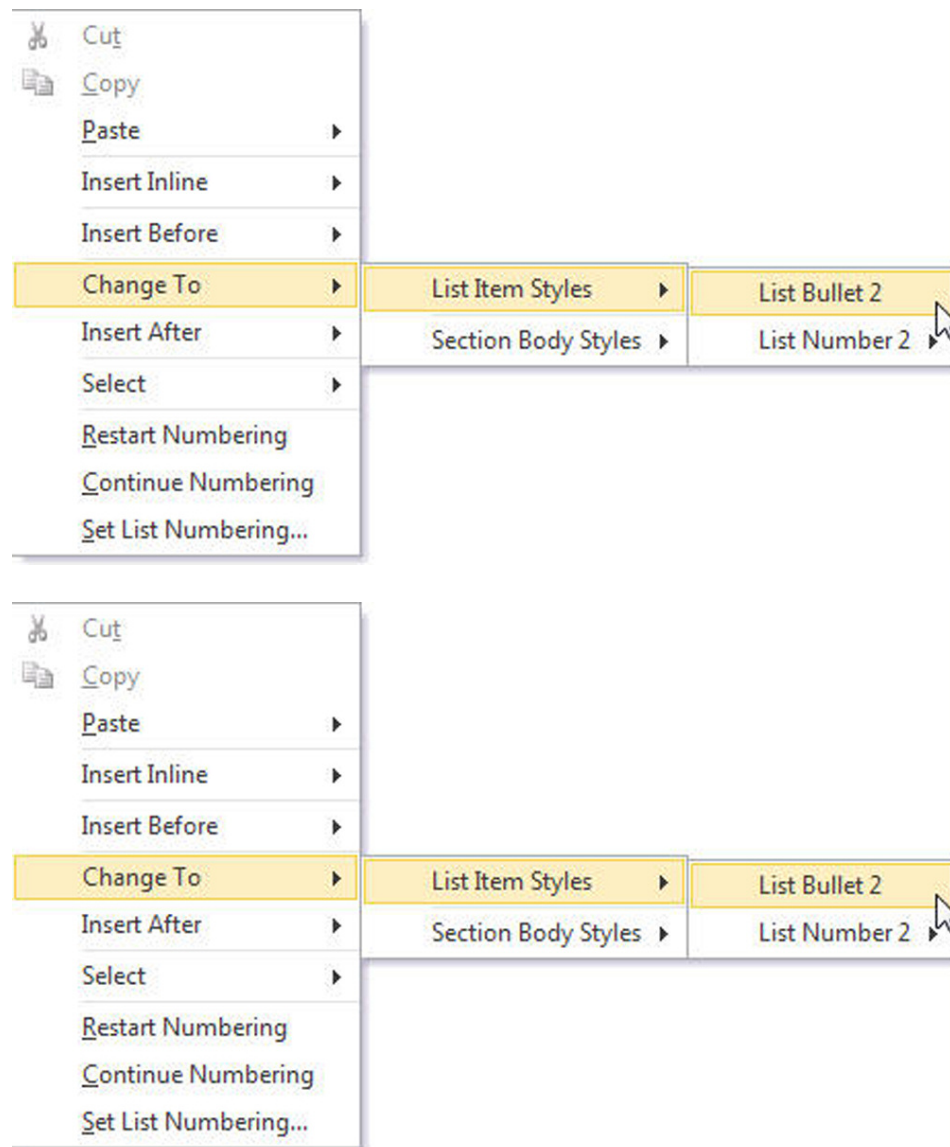 Cut
Copy
Paste
Insert Inline
Insert Before
Change To
List Item Styles
List Bullet 2
Insert After
Section Body Styles
List Number 2
Select
Restart Numbering
Continue Numbering
Set List Numbering...
Cut
Copy
Paste
Insert Inline
Insert Before
Change To
List Item Styles
List Bullet 2
Insert After
Section Body Styles
List Number 2
Select
Restart Numbering
Continue Numbering
Set List Numbering...